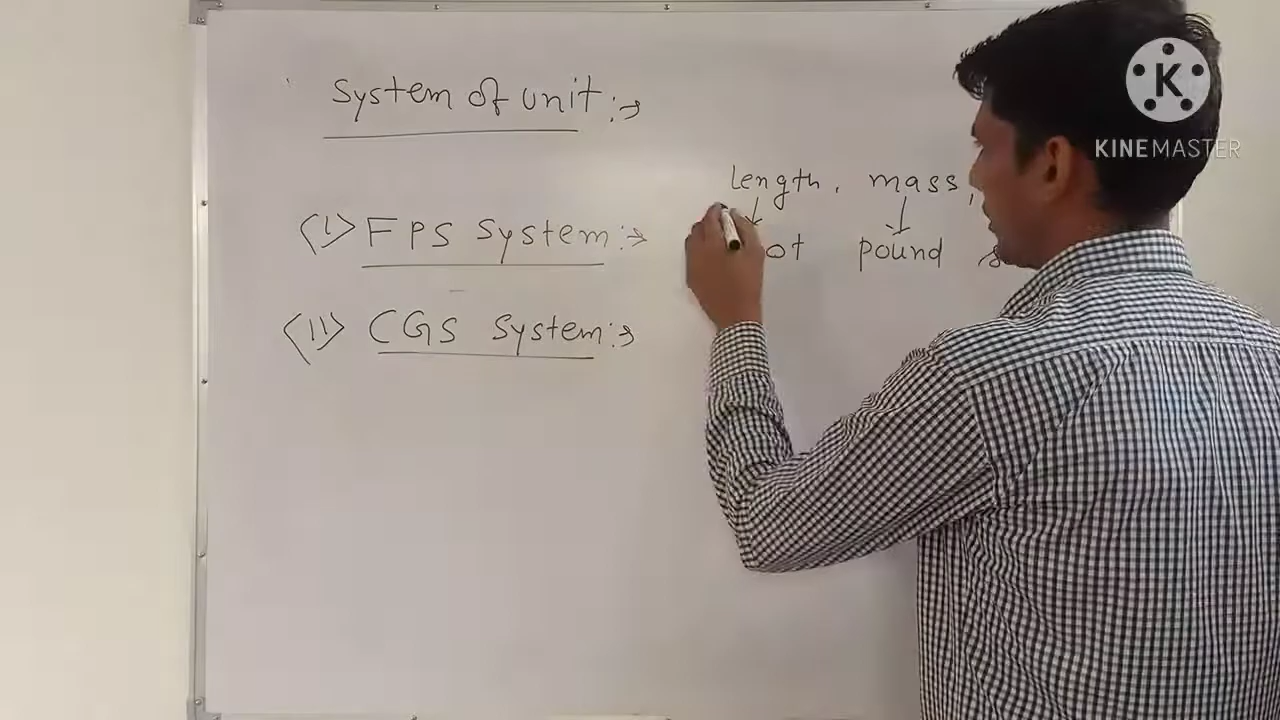 System of unit :→
length, mass,
(I) FPS System :→
pound
(II) CGS System :→
K
KINEMASTER